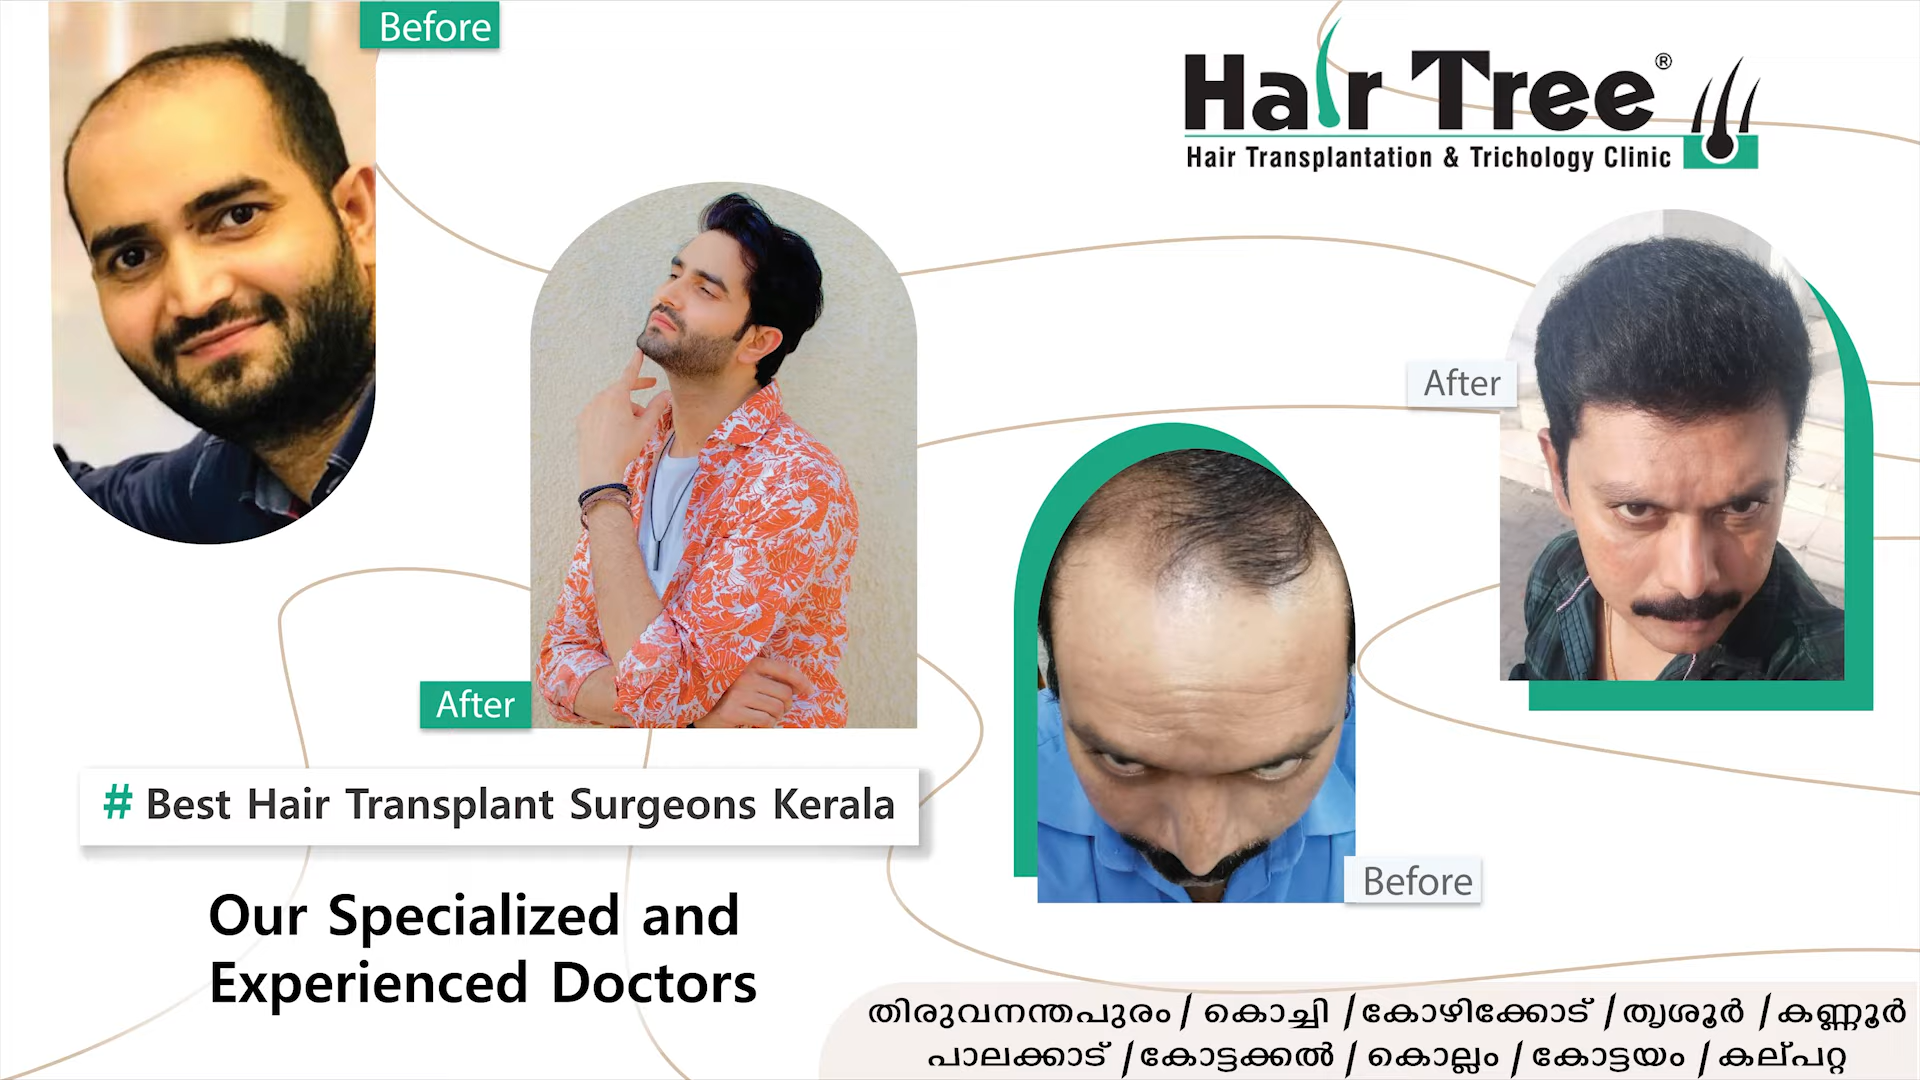 Before
Hair Tree®
Hair Transplantation & Trichology Clinic
After
After
Before
# Best Hair Transplant Surgeons Kerala
Our Specialized and
Experienced Doctors
തിരുവനന്തപുരം / കൊച്ചി / കോഴിക്കോട് / തൃശൂർ / കണ്ണൂർ
പാലക്കാട് / കോട്ടക്കൽ / കൊല്ലം / കോട്ടയം / കല്പറ്റ